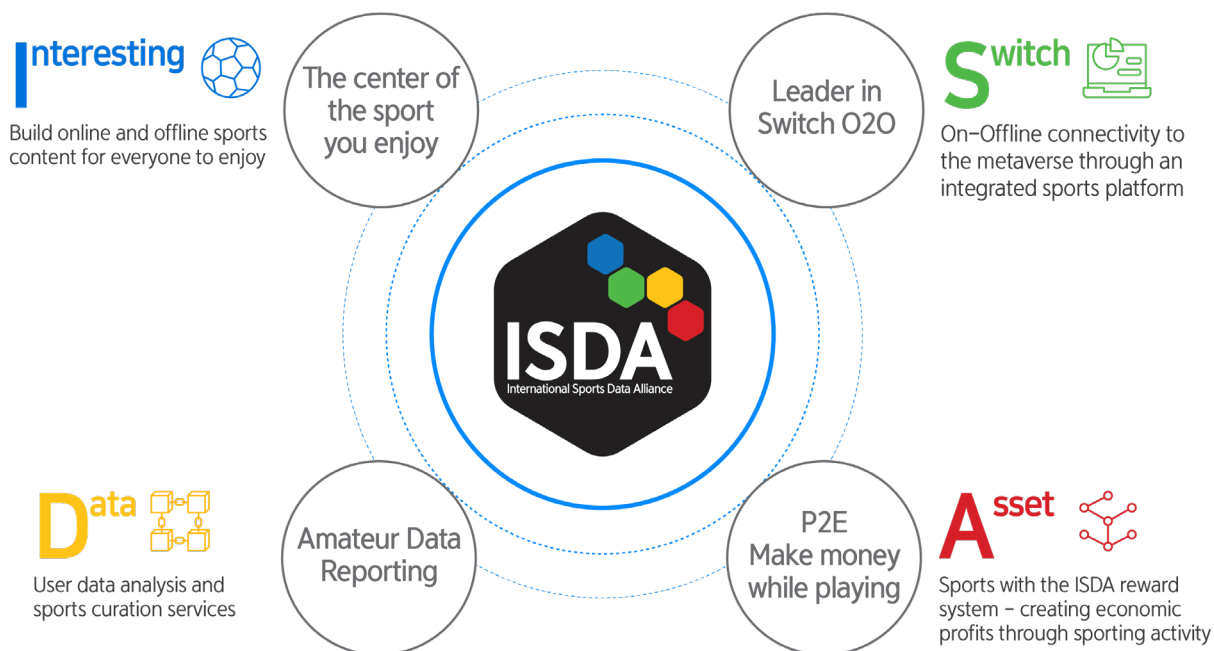 Interesting
Build online and offline sports
content for everyone to enjoy
The center of
the sport
you enjoy
Leader in
Switch O2O
Switch
On-Offline connectivity to
the metaverse through an
integrated sports platform
ISDA
International Sports Data Alliance
Data
User data analysis and
sports curation services
Amateur Data
Reporting
P2E
Make money
while playing
Asset
Sports with the ISDA reward
system – creating economic
profits through sporting activity